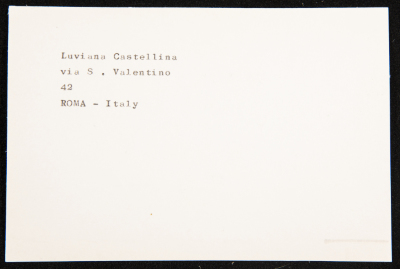 Luviana Castellina
via S . Valentino
42
ROMA - Italy